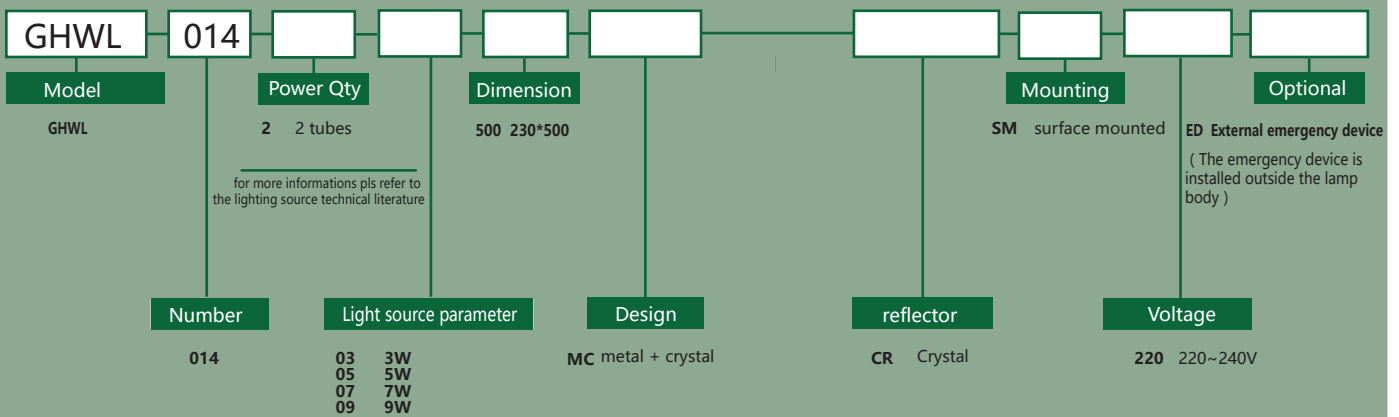 GHWL 014
Model
GHWL
Power Qty
2 2 tubes
for more informations pls refer to
the lighting source technical literature
Dimension
500 230*500
Mounting
SM surface mounted
Optional
ED External emergency device
( The emergency device is
installed outside the lamp
body )
Number
014
Light source parameter
03 3W
05 5W
07 7W
09 9W
Design
MC metal + crystal
reflector
CR Crystal
Voltage
220 220~240V